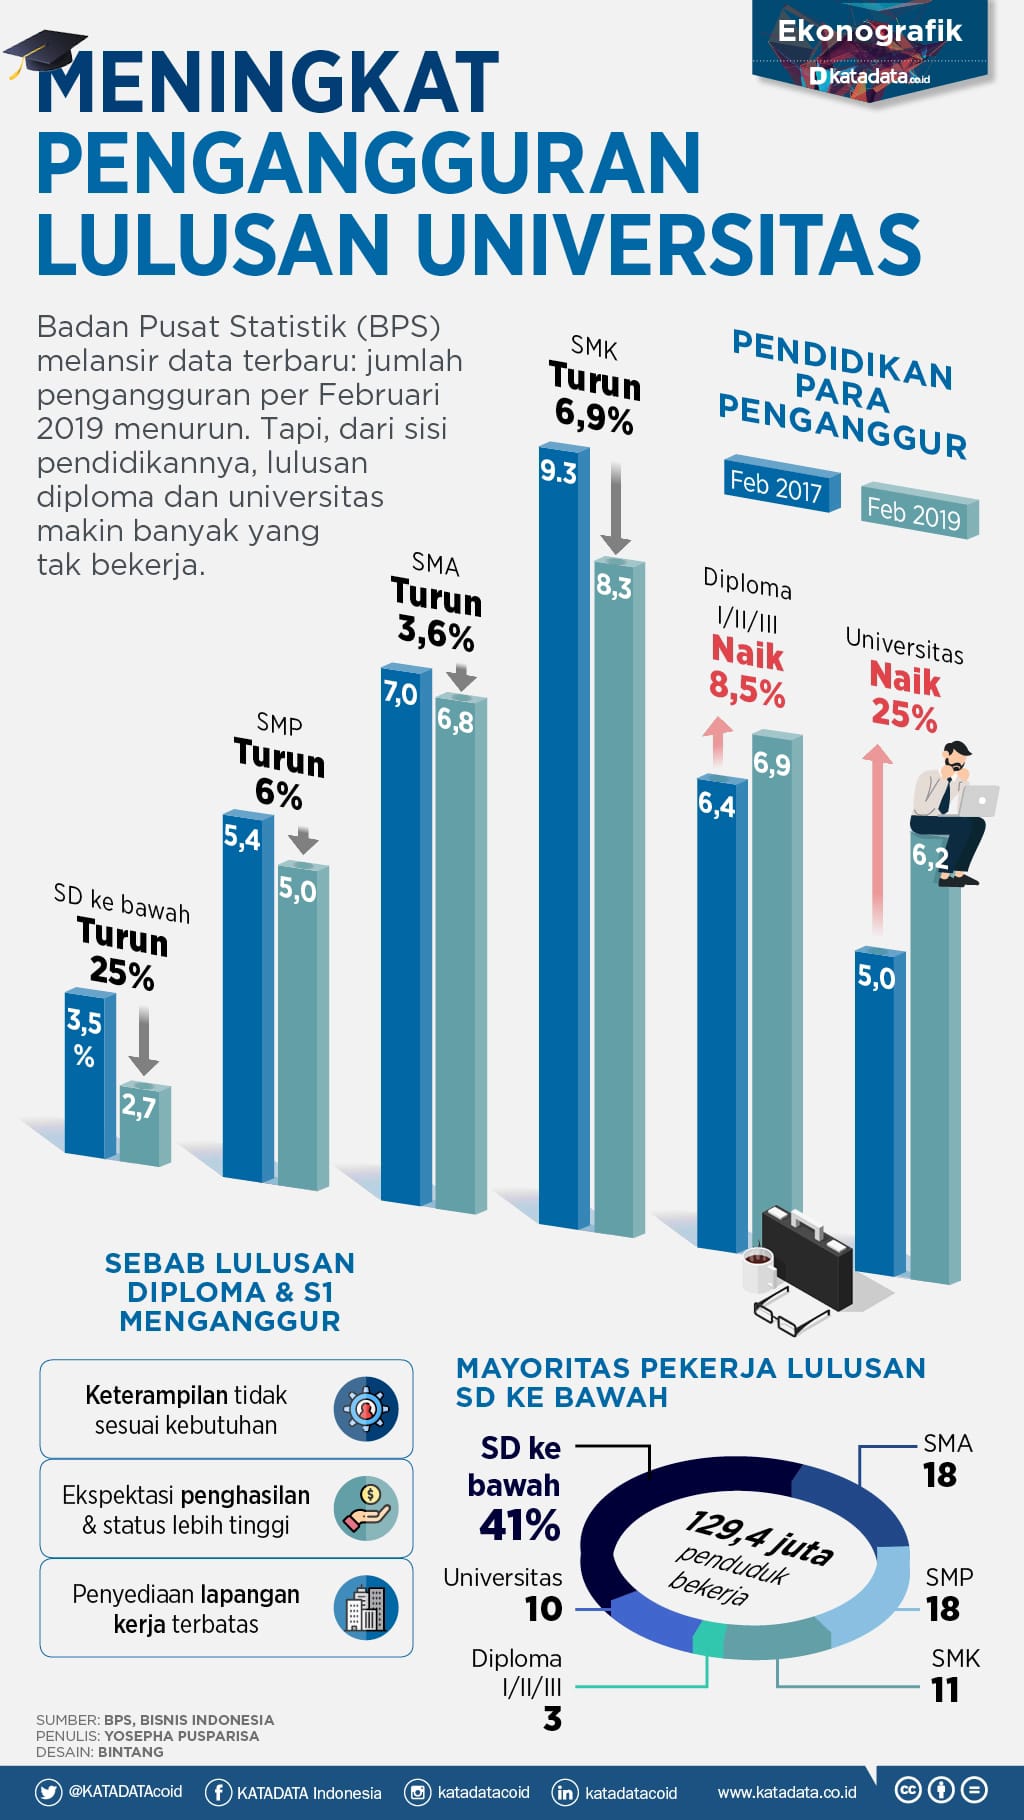 Ekonografik
katadata.co.id
MENINGKAT
PENGANGGURAN
LULUSAN UNIVERSITAS
Badan Pusat Statistik (BPS)
melansir data terbaru: jumlah
pengangguran per Februari
2019 menurun. Tapi, dari sisi
pendidikannya, lulusan
diploma dan universitas
makin banyak yang
tak bekerja.
PENDIDIKAN
PARA
PENGANGGUR
Feb 2017
Feb 2019
SD ke bawah
Turun
25%
3,5
%
2,7
SMP
Turun
6%
5,4
5,0
SMA
Turun
3,6%
7,0
6,8
SMK
Turun
6,9%
9.3
8,3
Diploma
I/II/III
Naik
8,5%
6,4
6,9
Universitas
Naik
25%
5,0
6,2
SEBAB LULUSAN
DIPLOMA & S1
MENGANGGUR
Keterampilan tidak
sesuai kebutuhan
Ekspektasi penghasilan
& status lebih tinggi
Penyediaan lapangan
kerja terbatas
MAYORITAS PEKERJA LULUSAN
SD KE BAWAH
SD ke
bawah
41%
Universitas
10
Diploma
I/II/III
3
129,4 juta
penduduk
bekerja
SMA
18
SMP
18
SMK
11
SUMBER: BPS, BISNIS INDONESIA
PENULIS: YOSEPHA PUSPARISA
DESAIN: BINTANG
@KATADATAcoid
KATADATA Indonesia
katadatacoid
katadatacoid
www.katadata.co.id